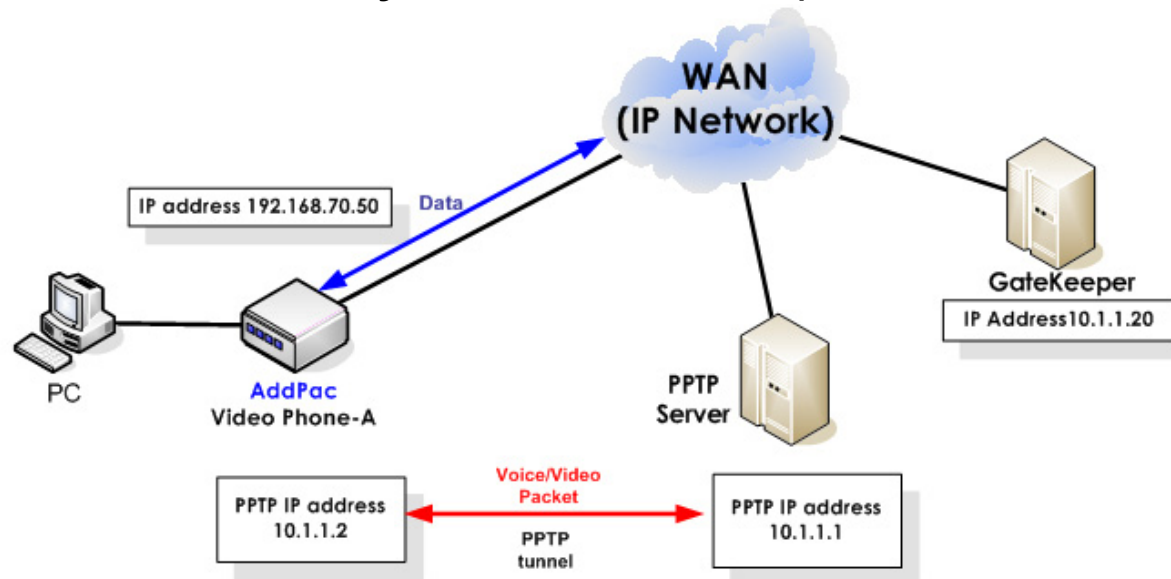 WAN
(IP Network)
IP address 192.168.70.50
Data
GateKeeper
IP Address10.1.1.20
PC
AddPac
Video Phone-A
PPTP
Server
PPTP IP address
10.1.1.2
Voice/Video
Packet
PPTP
tunnel
PPTP IP address
10.1.1.1